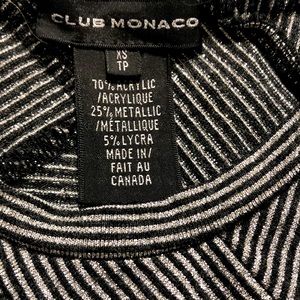 CLUB MONACO
XS
TP
70% ACRYLIC
/ACRYLIQUE
25% METALLIC
/MÉTALLIQUE
5% LYCRA
MADE IN/
FAIT AU
CANADA